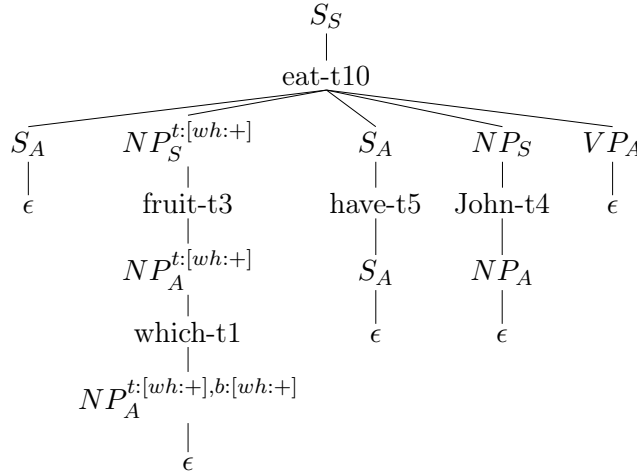 S_S
eat-t10
S_A NP_S^{t:[wh:+]} S_A NP_S VP_A
ϵ fruit-t3 have-t5 John-t4 ϵ
NP_A^{t:[wh:+]} S_A NP_A
which-t1 ϵ ϵ
NP_A^{t:[wh:+],b:[wh:+]}
ϵ